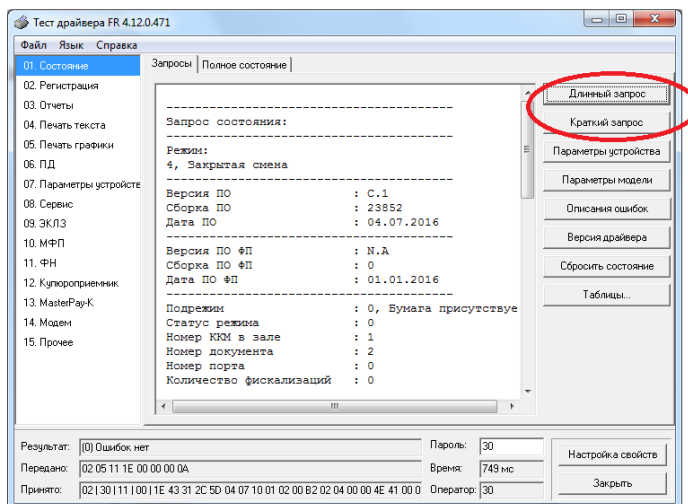 Тест драйвера FR 4.12.0.471
Файл Язык Справка
01. Состояние
02. Регистрация
03. Отчеты
04. Печать текста
05. Печать графики
06. ПД
07. Параметры устройств
08. Сервис
09. ЭКЛЗ
10. МФП
11. ФН
12. Купюроприемник
13. MasterPay-K
14. Модем
15. Прочее
Запросы Полное состояние
----------------------------------------
Запрос состояния:
----------------------------------------
Режим:
4, Закрытая смена
----------------------------------------
Версия ПО : C.1
Сборка ПО : 23852
Дата ПО : 04.07.2016
----------------------------------------
Версия ПО ФП : N.A
Сборка ПО ФП : 0
Дата ПО ФП : 01.01.2016
----------------------------------------
Подрежим : 0, Бумага присутствуе
Статус режима : 0
Номер ККМ в зале : 1
Номер документа : 2
Номер порта : 0
Количество фискализаций : 0
Длинный запрос
Краткий запрос
Параметры устройства
Параметры модели
Описания ошибок
Версия драйвера
Сбросить состояние
Таблицы...
Результат: (0) Ошибок нет
Передано: 02 05 11 1E 00 00 00 0A
Принято: 02 | 30 | 11 | 00 | 1E 43 31 2C 5D 04 07 10 01 02 00 B2 02 04 00 00 4E 41 00 0
Пароль: 30
Время: 749 мс
Оператор: 30
Настройка свойств
Закрыть